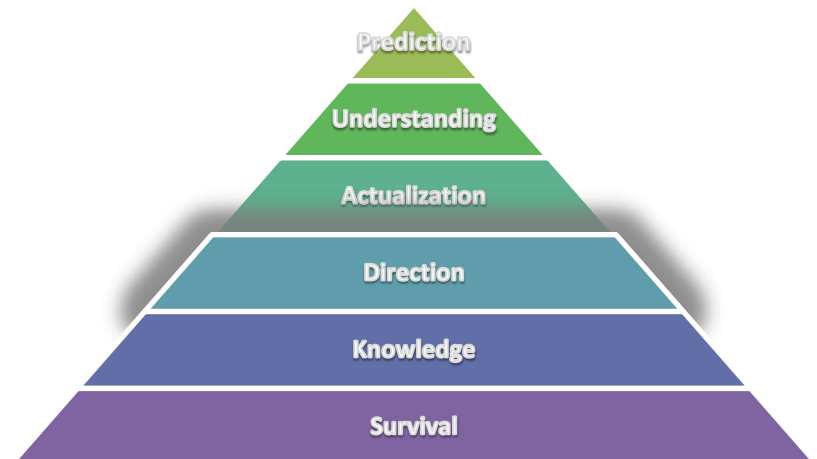 Prediction
Understanding
Actualization
Direction
Knowledge
Survival